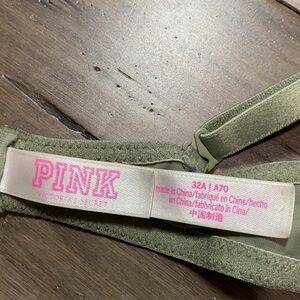 PINK
VICTORIA'S SECRET
32A | A70
made in China/fabriqué en Chine/hecho
en China/fabbricato in Cina/
中国制造